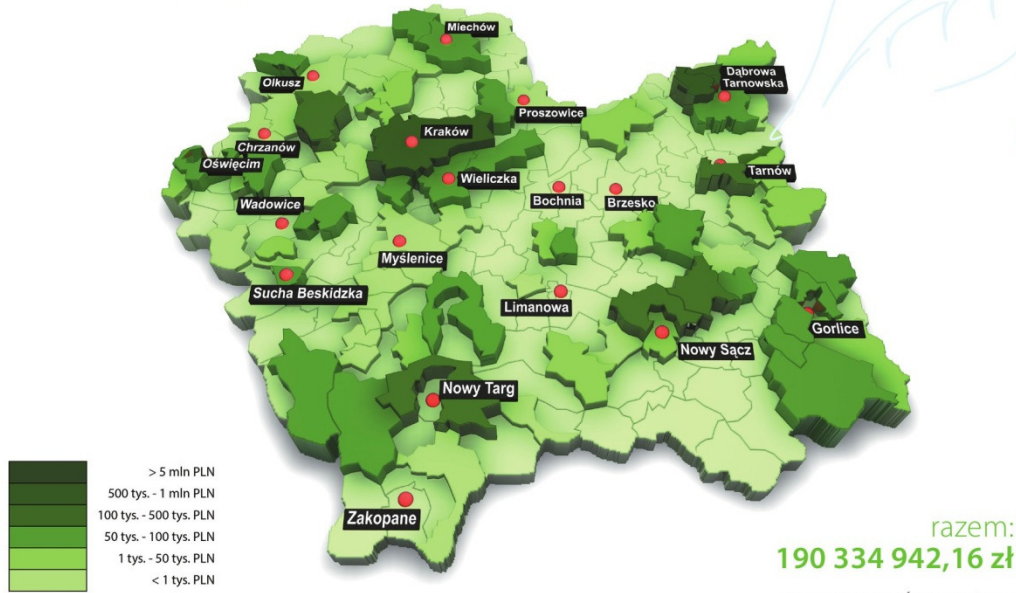 Miechów
Olkusz
Dąbrowa
Tarnowska
Proszowice
Kraków
Chrzanów
Oświęcim
Wieliczka
Tarnów
Wadowice
Bochnia
Brzesko
Myślenice
Sucha Beskidzka
Limanowa
Gorlice
Nowy Sącz
Nowy Targ
Zakopane
> 5 mln PLN
500 tys. - 1 mln PLN
100 tys. - 500 tys. PLN
50 tys. - 100 tys. PLN
1 tys. - 50 tys. PLN
< 1 tys. PLN
razem:
190 334 942,16 zł